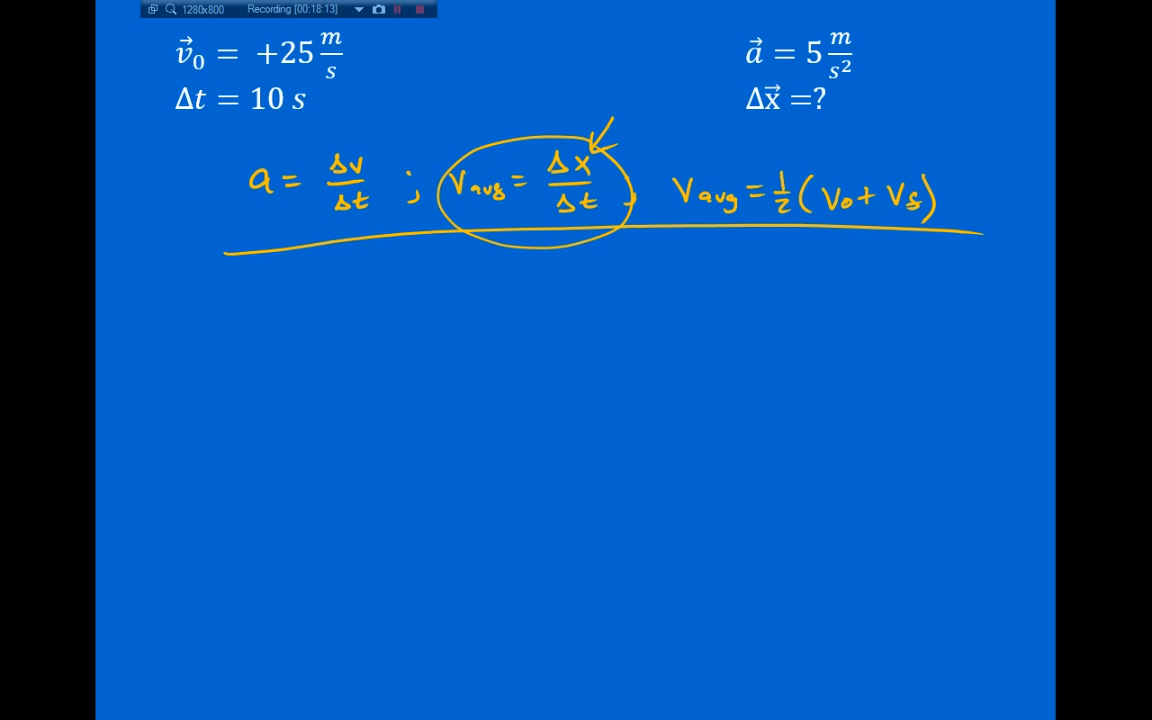 1280x800 Recording [00:18:13]
v⃗₀ = +25 m/s a⃗ = 5 m/s²
Δt = 10 s Δx⃗ =?
a = Δv/Δt ; Vavg = Δx/Δt , Vavg = 1/2 (V₀ + Vf)